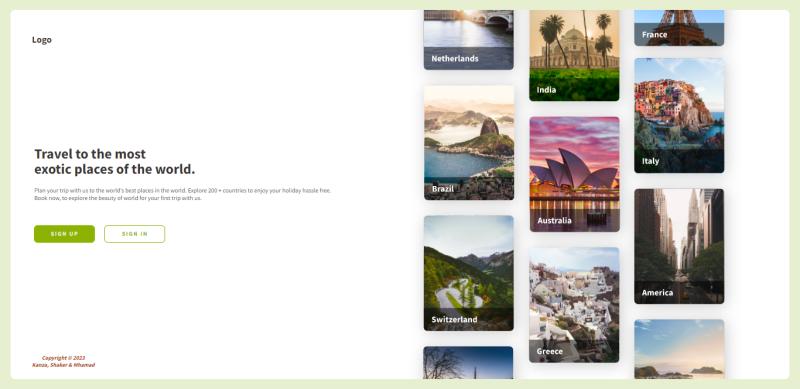 Logo
Travel to the most
exotic places of the world.
Plan your trip with us to the world's best places in the world. Explore 200 + countries to enjoy your holiday hassle free.
Book now, to explore the beauty of world for your first trip with us.
SIGN UP
SIGN IN
Copyright © 2023
Kanza, Shaker & Mhamad
Netherlands
India
France
Brazil
Australia
Italy
Switzerland
Greece
America